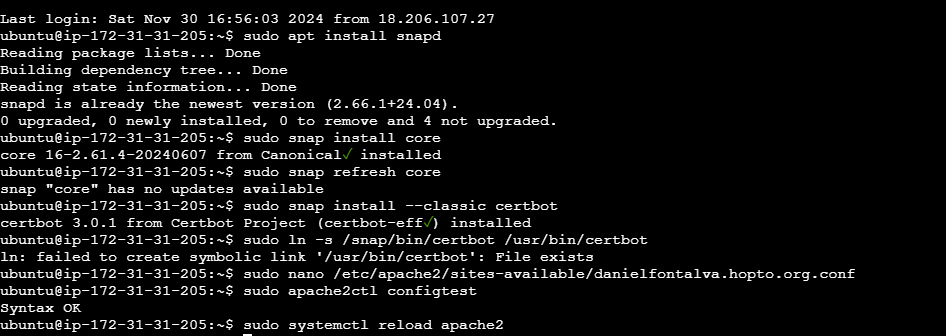 Last login: Sat Nov 30 16:56:03 2024 from 18.206.107.27
ubuntu@ip-172-31-31-205:~$ sudo apt install snapd
Reading package lists... Done
Building dependency tree... Done
Reading state information... Done
snapd is already the newest version (2.66.1+24.04).
0 upgraded, 0 newly installed, 0 to remove and 4 not upgraded.
ubuntu@ip-172-31-31-205:~$ sudo snap install core
core 16-2.61.4-20240607 from Canonical✓ installed
ubuntu@ip-172-31-31-205:~$ sudo snap refresh core
snap "core" has no updates available
ubuntu@ip-172-31-31-205:~$ sudo snap install --classic certbot
certbot 3.0.1 from Certbot Project (certbot-eff✓) installed
ubuntu@ip-172-31-31-205:~$ sudo ln -s /snap/bin/certbot /usr/bin/certbot
ln: failed to create symbolic link '/usr/bin/certbot': File exists
ubuntu@ip-172-31-31-205:~$ sudo nano /etc/apache2/sites-available/danielfontalva.hopto.org.conf
ubuntu@ip-172-31-31-205:~$ sudo apache2ctl configtest
Syntax OK
ubuntu@ip-172-31-31-205:~$ sudo systemctl reload apache2